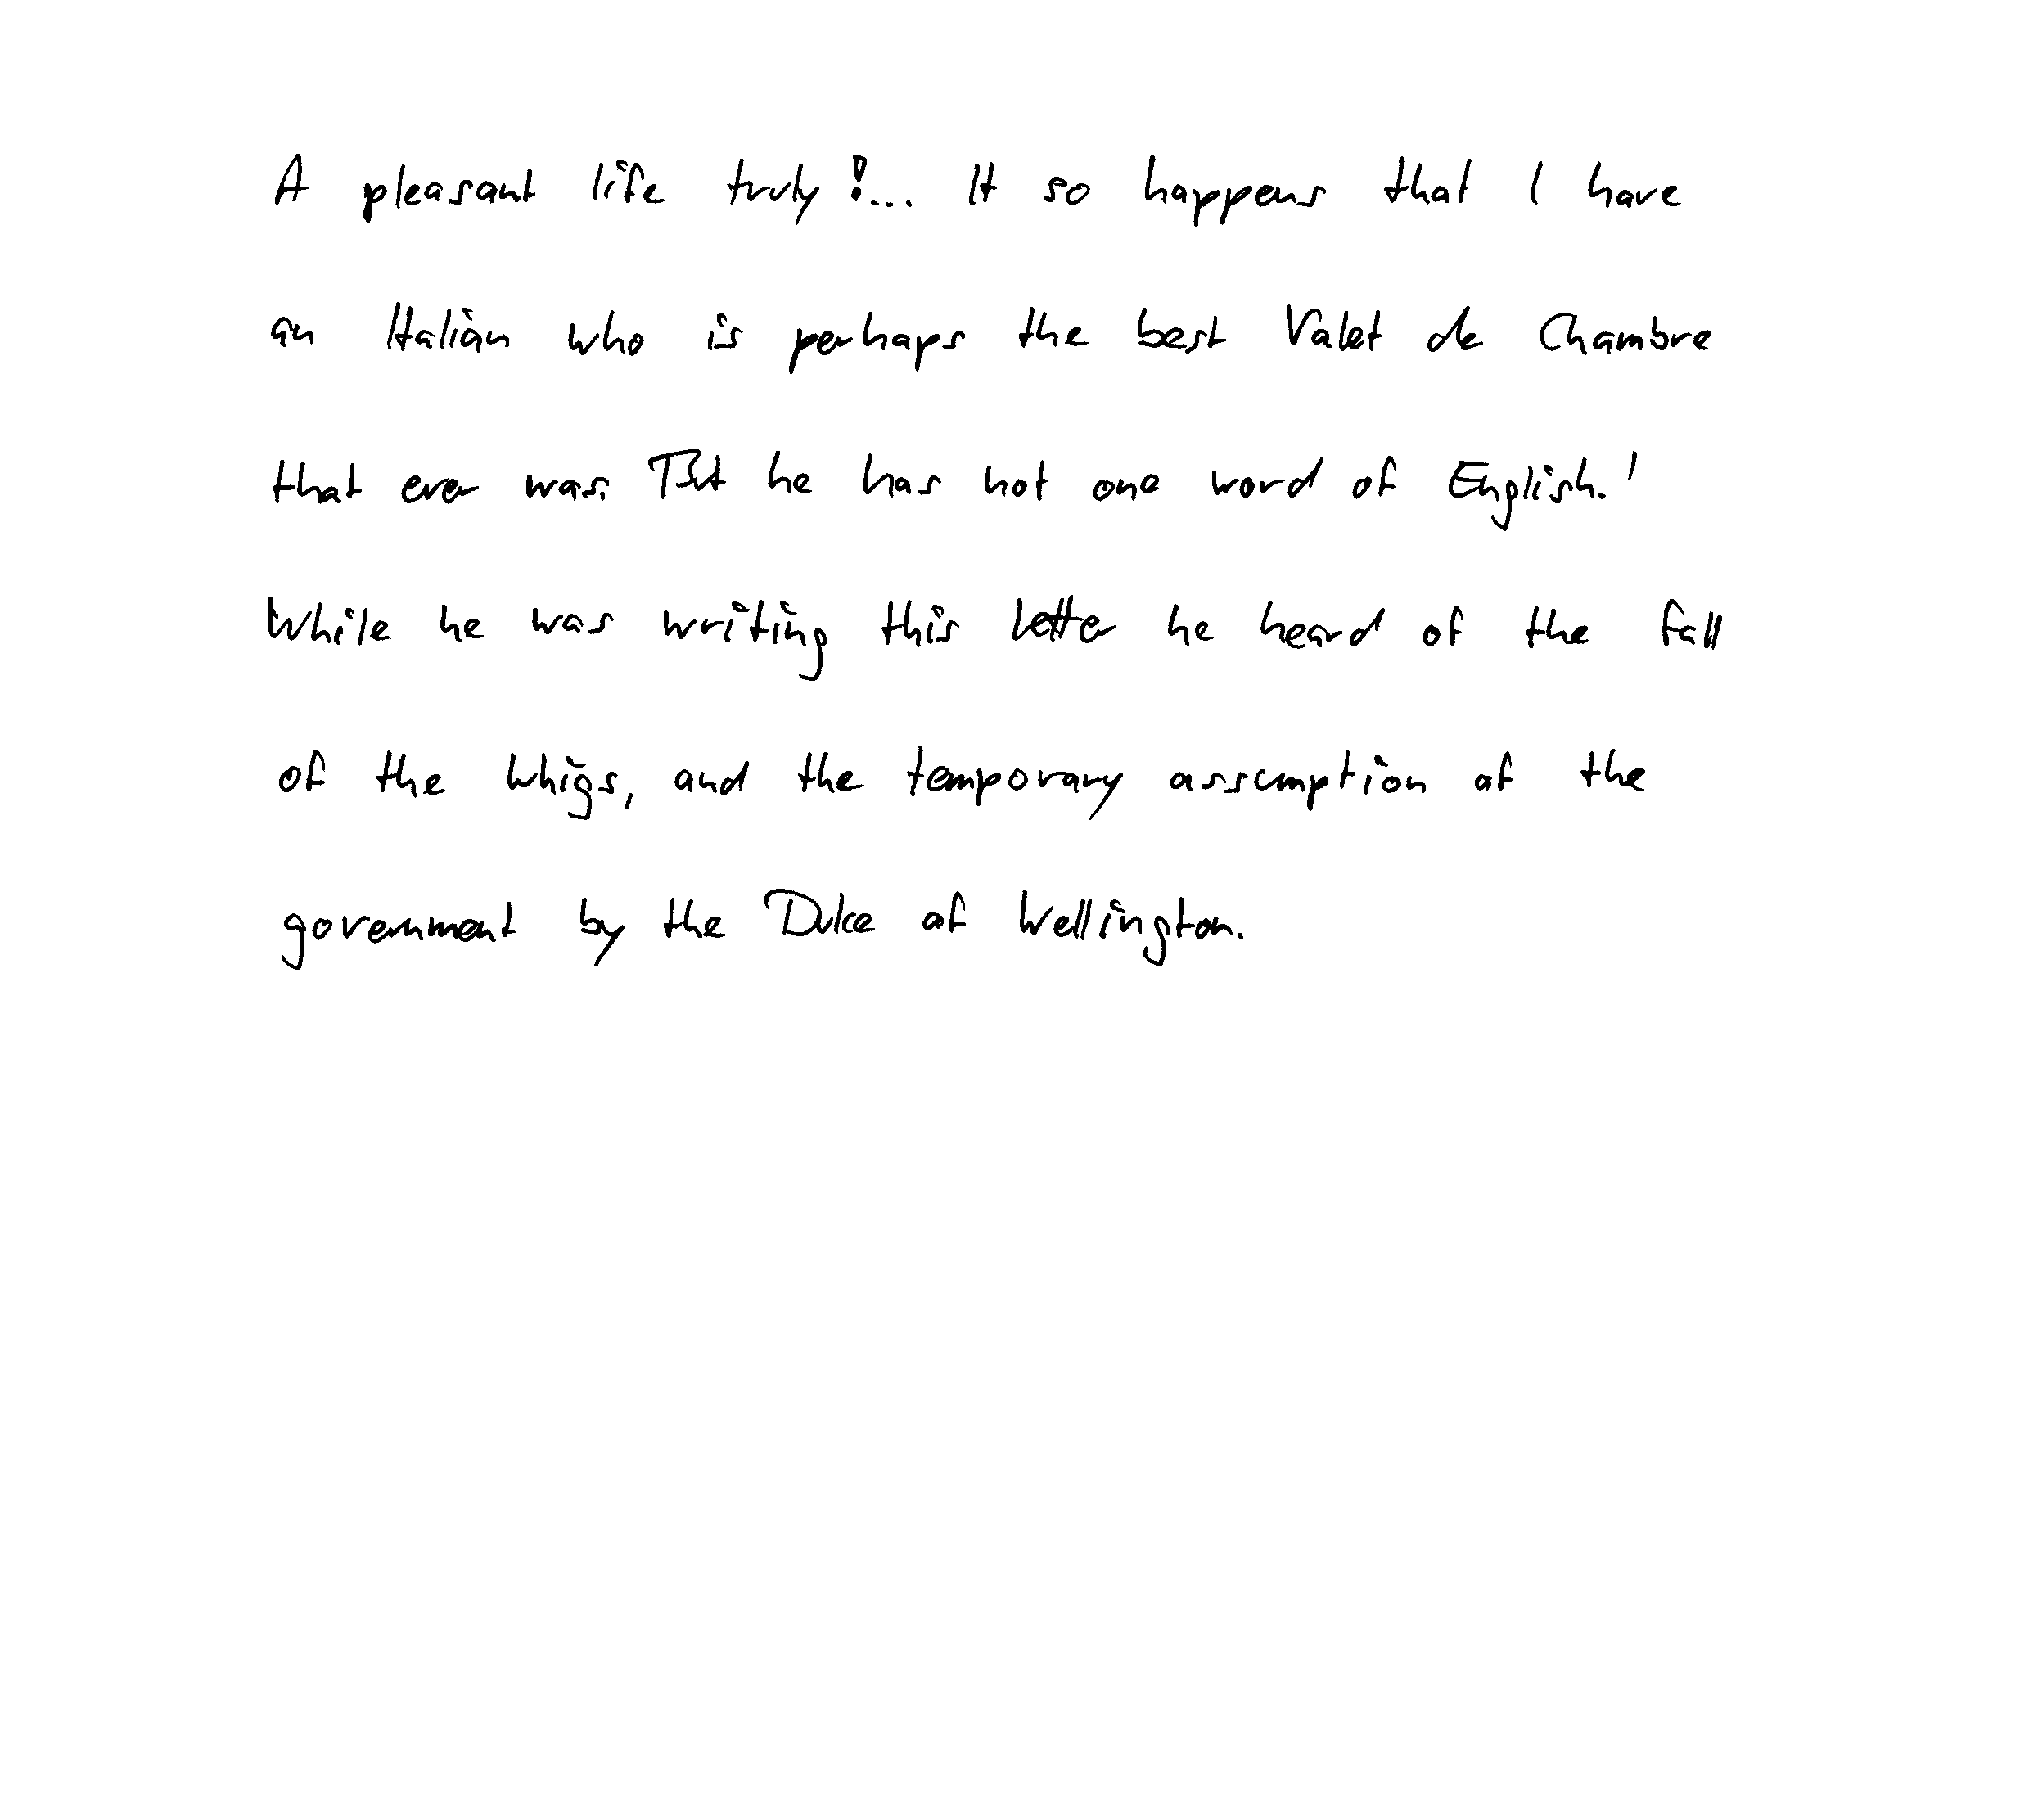 A pleasant life truly!... It so happens that I have
an Italian who is perhaps the best Valet de Chambre
that ever was. But he has not one word of English.'
While he was writing this letter he heard of the fall
of the Whigs, and the temporary assumption of the
government by the Duke of Wellington.